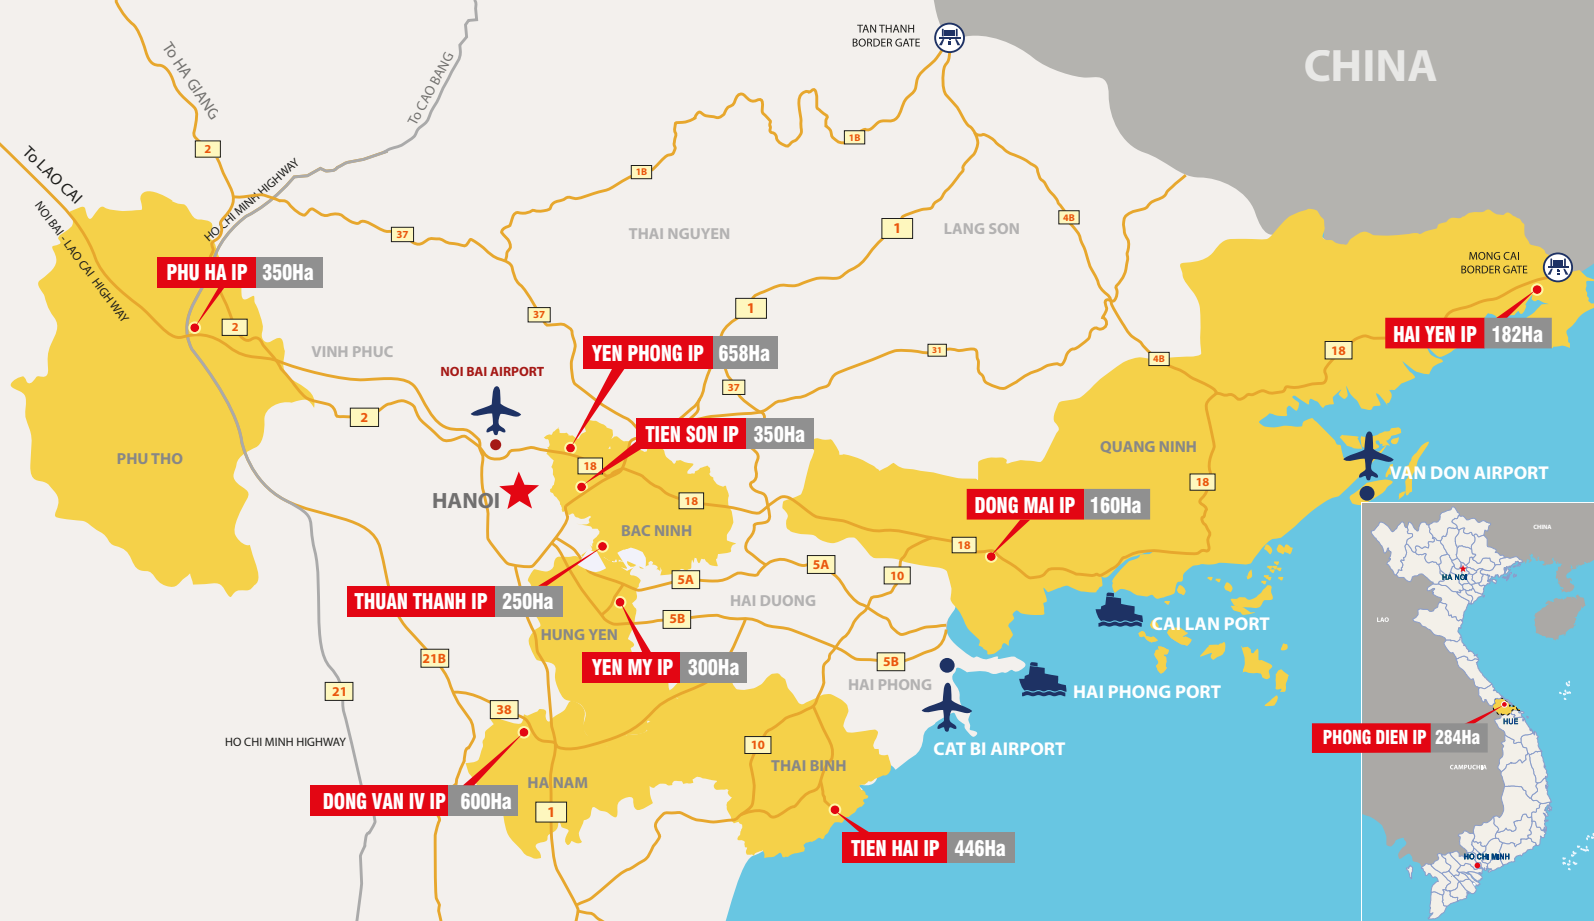 TAN THANH
BORDER GATE
CHINA
To HA GIANG
To CAO BANG
2
1B
1B
To LAO CAI
NOI BAI - LAO CAI HIGHWAY
HO CHI MINH HIGHWAY
37
THAI NGUYEN
1
LANG SON
4B
MONG CAI
BORDER GATE
PHU HA IP 350Ha
2
37
1
HAI YEN IP 182Ha
VINH PHUC
YEN PHONG IP 658Ha
31
4B
18
NOI BAI AIRPORT
37
2
TIEN SON IP 350Ha
PHU THO
QUANG NINH
18
18
VAN DON AIRPORT
HANOI
18
DONG MAI IP 160Ha
BAC NINH
18
5A
5A
10
THUAN THANH IP 250Ha
HAI DUONG
5B
CAI LAN PORT
HUNG YEN
21B
YEN MY IP 300Ha
5B
HAI PHONG
21
HAI PHONG PORT
38
HO CHI MINH HIGHWAY
10
CAT BI AIRPORT
THAI BINH
HA NAM
DONG VAN IV IP 600Ha
1
TIEN HAI IP 446Ha
CHINA
HA NOI
LAO
HUE
PHONG DIEN IP 284Ha
CAMPUCHIA
HO CHI MINH